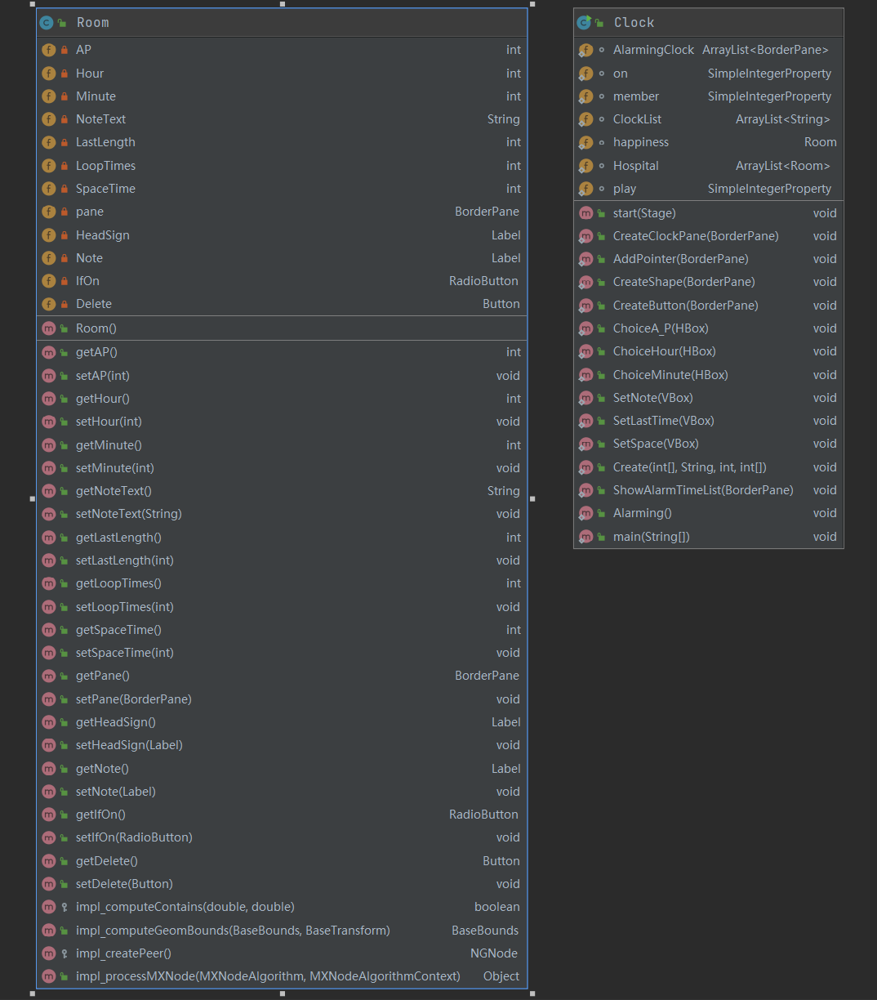 Room
AP int
Hour int
Minute int
NoteText String
LastLength int
LoopTimes int
SpaceTime int
pane BorderPane
HeadSign Label
Note Label
IfOn RadioButton
Delete Button
Room()
getAP() int
setAP(int) void
getHour() int
setHour(int) void
getMinute() int
setMinute(int) void
getNoteText() String
setNoteText(String) void
getLastLength() int
setLastLength(int) void
getLoopTimes() int
setLoopTimes(int) void
getSpaceTime() int
setSpaceTime(int) void
getPane() BorderPane
setPane(BorderPane) void
getHeadSign() Label
setHeadSign(Label) void
getNote() Label
setNote(Label) void
getIfOn() RadioButton
setIfOn(RadioButton) void
getDelete() Button
setDelete(Button) void
impl_computeContains(double, double) boolean
impl_computeGeomBounds(BaseBounds, BaseTransform) BaseBounds
impl_createPeer() NGNode
impl_processMXNode(MXNodeAlgorithm, MXNodeAlgorithmContext) Object
Clock
AlarmingClock ArrayList<BorderPane>
on SimpleIntegerProperty
member SimpleIntegerProperty
ClockList ArrayList<String>
happiness Room
Hospital ArrayList<Room>
play SimpleIntegerProperty
start(Stage) void
CreateClockPane(BorderPane) void
AddPointer(BorderPane) void
CreateShape(BorderPane) void
CreateButton(BorderPane) void
ChoiceA_P(HBox) void
ChoiceHour(HBox) void
ChoiceMinute(HBox) void
SetNote(VBox) void
SetLastTime(VBox) void
SetSpace(VBox) void
Create(int[], String, int, int[]) void
ShowAlarmTimeList(BorderPane) void
Alarming() void
main(String[]) void